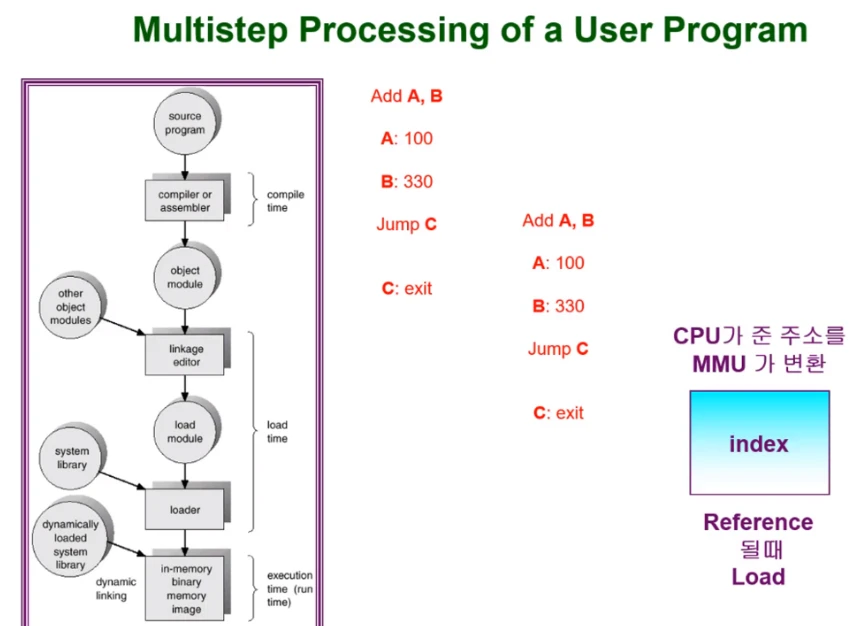 Multistep Processing of a User Program
source
program
compiler or
assembler
compile
time
object
module
other
object
modules
linkage
editor
load
module
load
time
system
library
loader
dynamically
loaded
system
library
dynamic
linking
in-memory
binary
memory
image
execution
time (run
time)
Add A, B
A: 100
B: 330
Jump C
C: exit
Add A, B
A: 100
B: 330
Jump C
C: exit
CPU가 준 주소를
MMU 가 변환
index
Reference
될때
Load